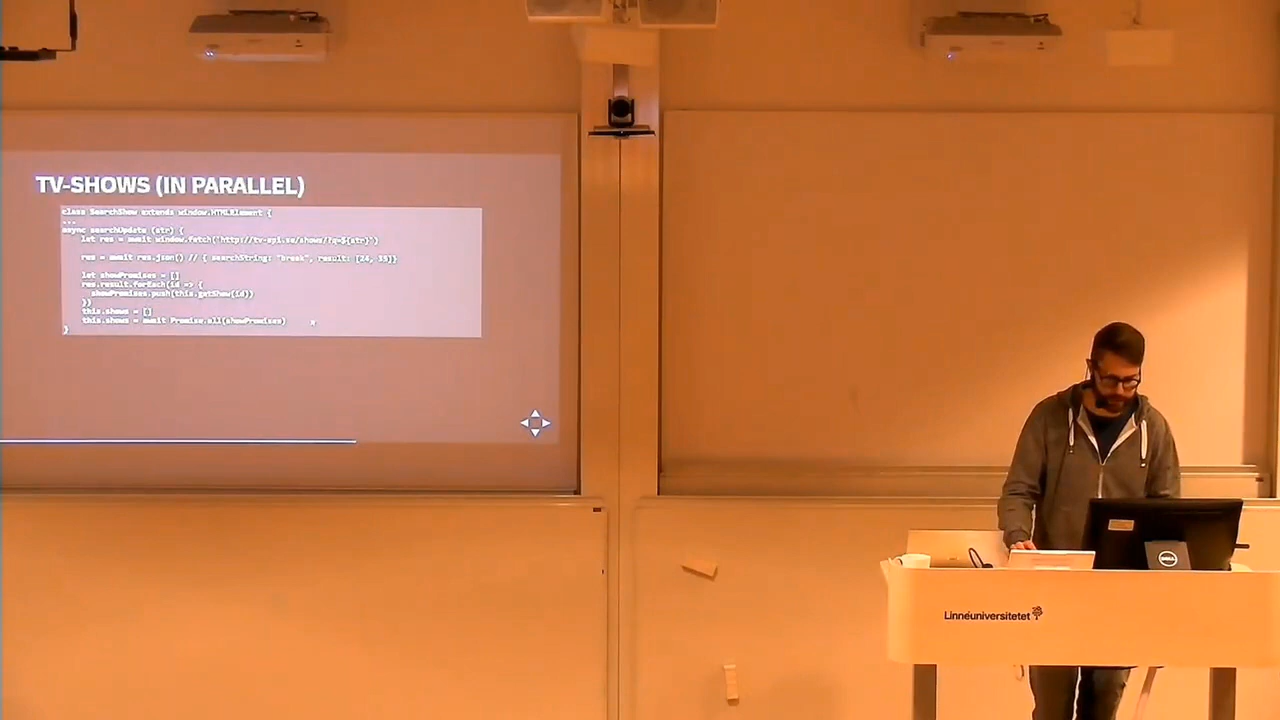 TV-SHOWS (IN PARALLEL)
class SearchShow extends window.HTMLElement {
...
async searchUpdate (str) {
let res = await window.fetch(`http://tv-api.se/shows/?q=${str}`)
res = await res.json() // { searchString: "break", result: [24, 35]}
let showPromises = []
res.result.forEach(id => {
showPromises.push(this.getShow(id))
})
this.shows = []
this.shows = await Promise.all(showPromises)
}
DELL
Linnéuniversitetet